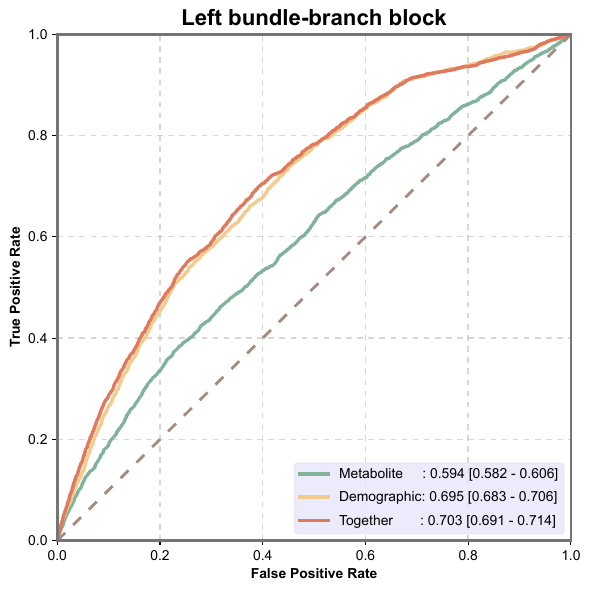 Left bundle-branch block
True Positive Rate
1.0
0.8
0.6
0.4
0.2
0.0
Metabolite : 0.594 [0.582 - 0.606]
Demographic: 0.695 [0.683 - 0.706]
Together : 0.703 [0.691 - 0.714]
0.0 0.2 0.4 0.6 0.8 1.0
False Positive Rate